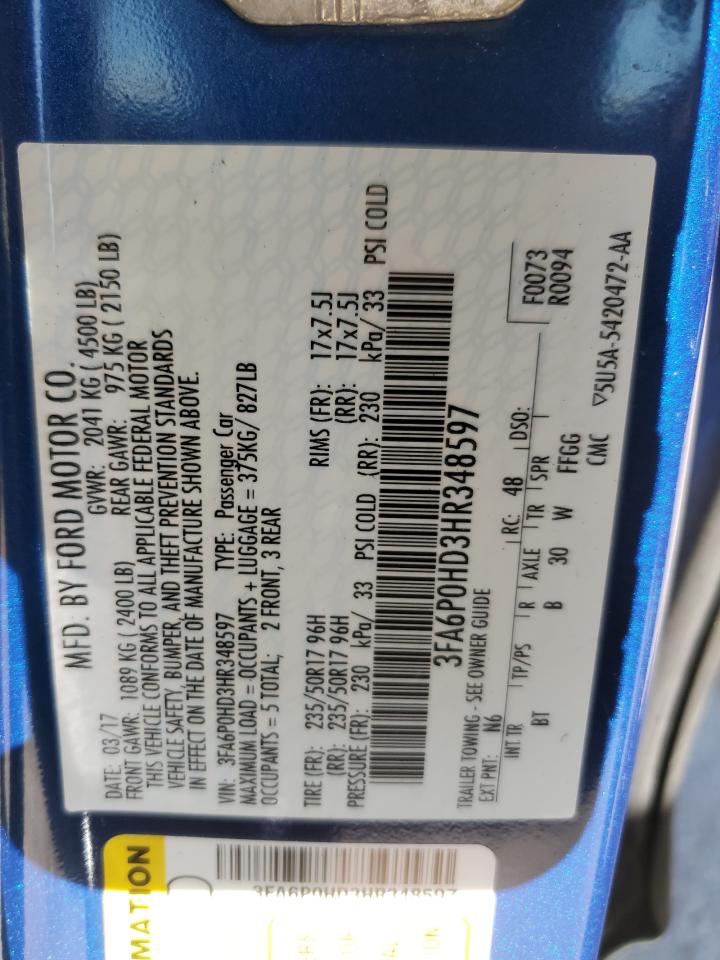 MFD. BY FORD MOTOR CO.
DATE: 03/17 GVWR: 2041 KG ( 4500 LB)
FRONT GAWR: 1089 KG ( 2400 LB) REAR GAWR: 975 KG ( 2150 LB)
THIS VEHICLE CONFORMS TO ALL APPLICABLE FEDERAL MOTOR
VEHICLE SAFETY, BUMPER, AND THEFT PREVENTION STANDARDS
IN EFFECT ON THE DATE OF MANUFACTURE SHOWN ABOVE.
VIN: 3FA6P0HD3HR348597 TYPE: Passenger Car
MAXIMUM LOAD = OCCUPANTS + LUGGAGE = 375KG/ 827LB
OCCUPANTS = 5 TOTAL; 2 FRONT, 3 REAR
TIRE (FR): 235/50R17 96H RIMS (FR): 17x7.5J
(RR): 235/50R17 96H (RR): 17x7.5J
PRESSURE (FR): 230 kPa/ 33 PSI COLD (RR): 230 kPa/ 33 PSI COLD
3FA6P0HD3HR348597
TRAILER TOWING - SEE OWNER GUIDE
EXT PNT: N6 RC: 48 DSO: F0073
R0094
INT TR TP/PS R AXLE TR SPR
BT B 30 W FFGG
CMC
▽5U5A-5420472-AA
MATION
3FA6P0HD3HR348597